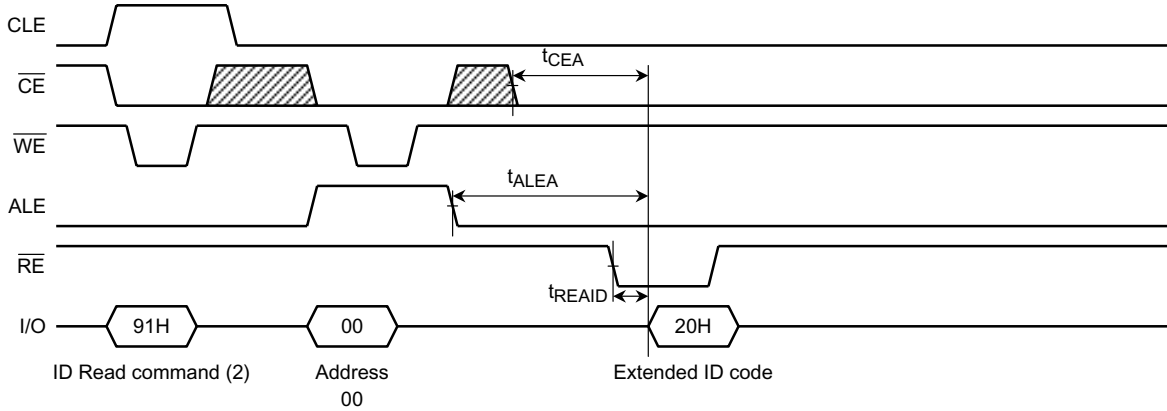 CLE
tCEA
CE
WE
tALEA
ALE
RE
tREAID
I/O 91H 00 20H
ID Read command (2) Address Extended ID code
00